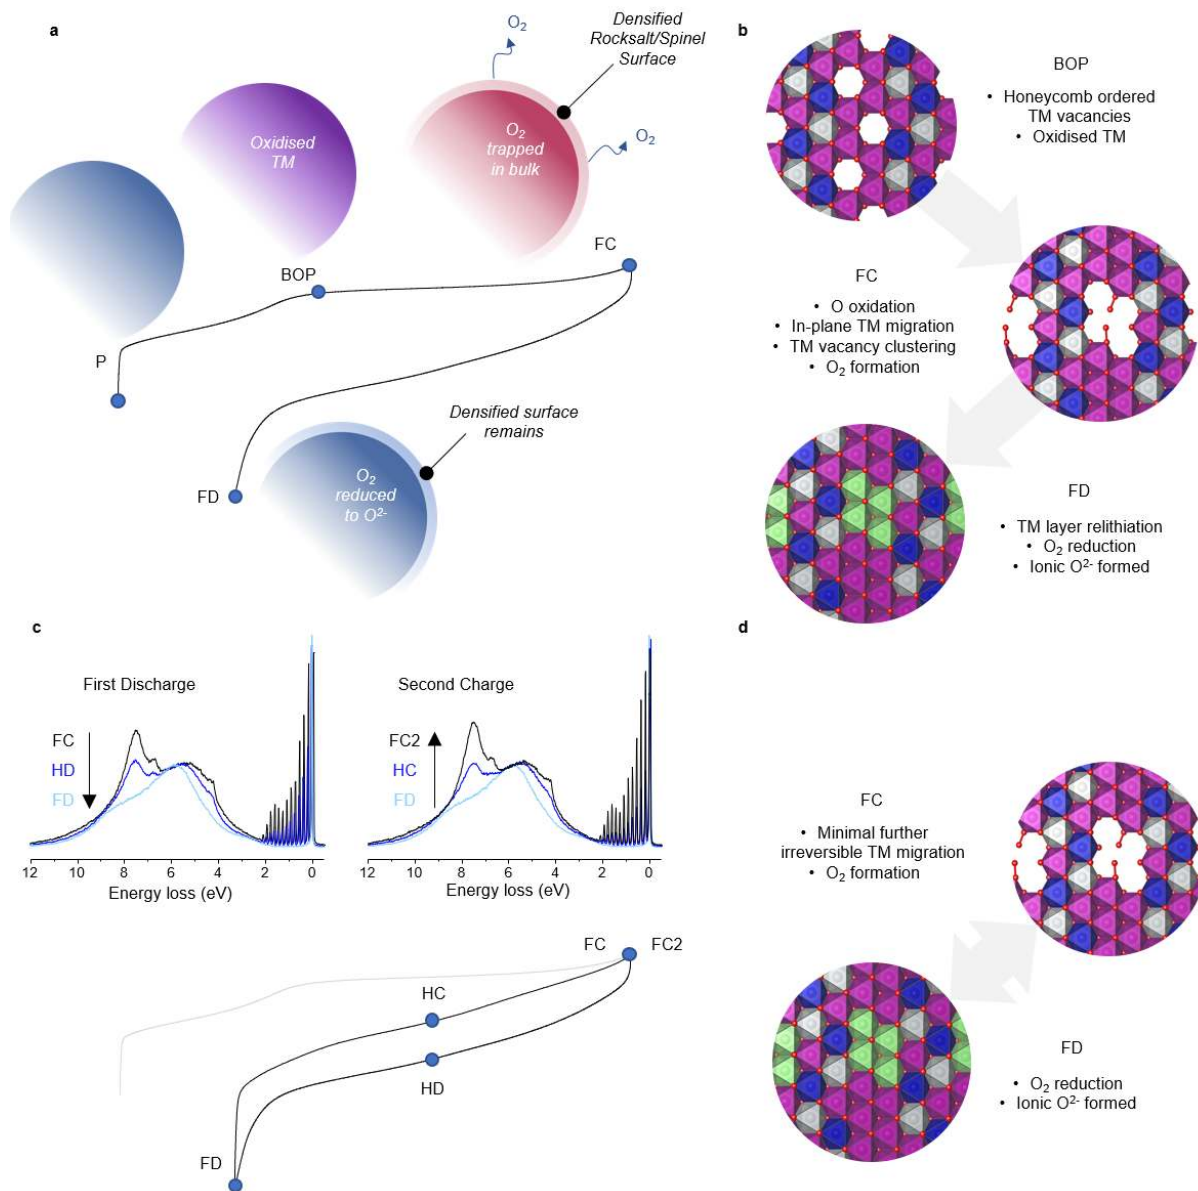 a
O₂
Densified
Rocksalt/Spinel
Surface
Oxidised
TM
O₂
trapped
in bulk
O₂
FC
BOP
P
Densified surface
remains
FD
O₂
reduced
to O²⁻
b
BOP
• Honeycomb ordered
TM vacancies
• Oxidised TM
FC
• O oxidation
• In-plane TM migration
• TM vacancy clustering
• O₂ formation
FD
• TM layer relithiation
• O₂ reduction
• Ionic O²⁻ formed
c
First Discharge
FC
HD
FD
12 10 8 6 4 2 0
Energy loss (eV)
Second Charge
FC2
HC
FD
12 10 8 6 4 2 0
Energy loss (eV)
FC FC2
HC
HD
FD
d
FC
• Minimal further
irreversible TM migration
• O₂ formation
FD
• O₂ reduction
• Ionic O²⁻ formed